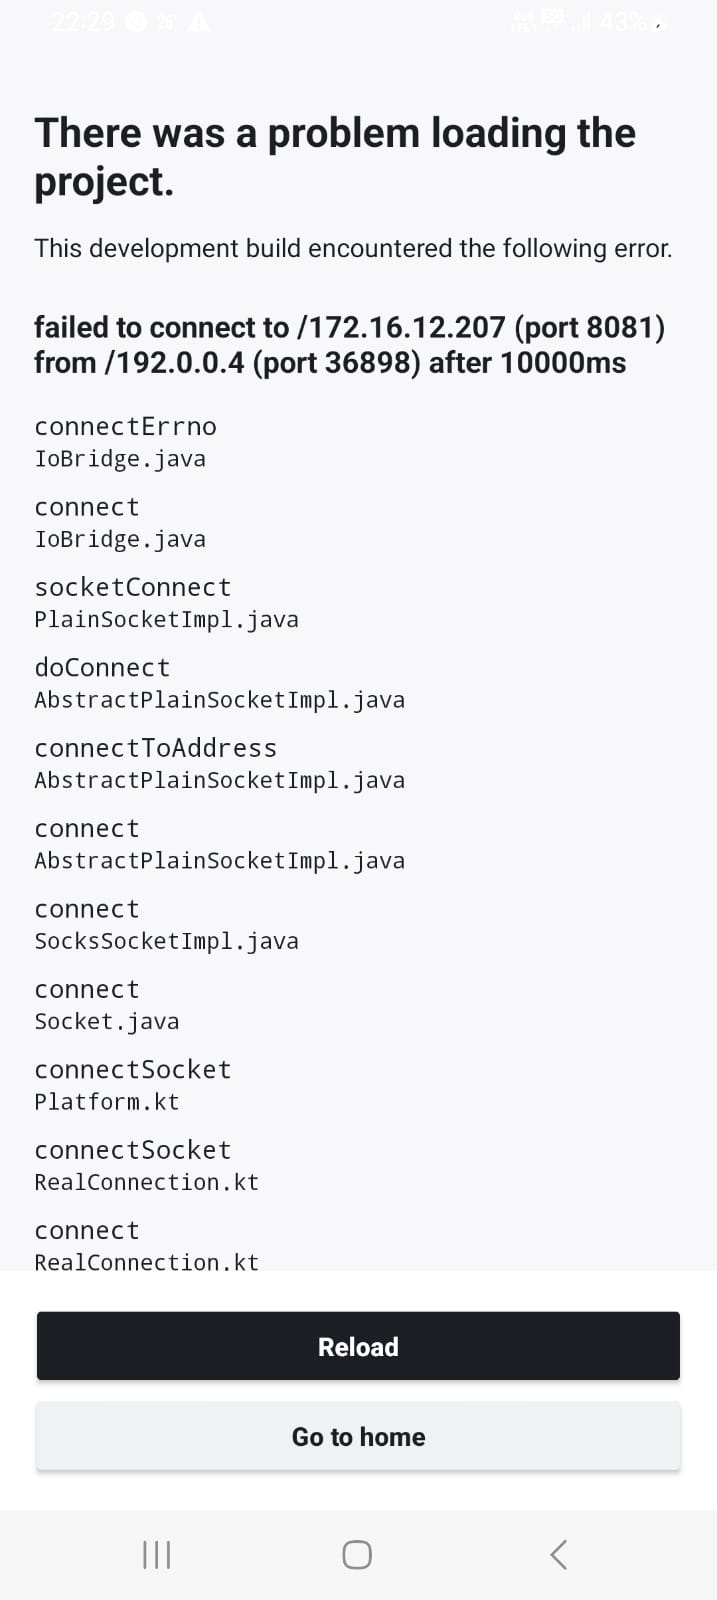 22:29 26°
43%
There was a problem loading the
project.
This development build encountered the following error.
failed to connect to /172.16.12.207 (port 8081)
from /192.0.0.4 (port 36898) after 10000ms
connectErrno
IoBridge.java
connect
IoBridge.java
socketConnect
PlainSocketImpl.java
doConnect
AbstractPlainSocketImpl.java
connectToAddress
AbstractPlainSocketImpl.java
connect
AbstractPlainSocketImpl.java
connect
SocksSocketImpl.java
connect
Socket.java
connectSocket
Platform.kt
connectSocket
RealConnection.kt
connect
RealConnection.kt
Reload
Go to home